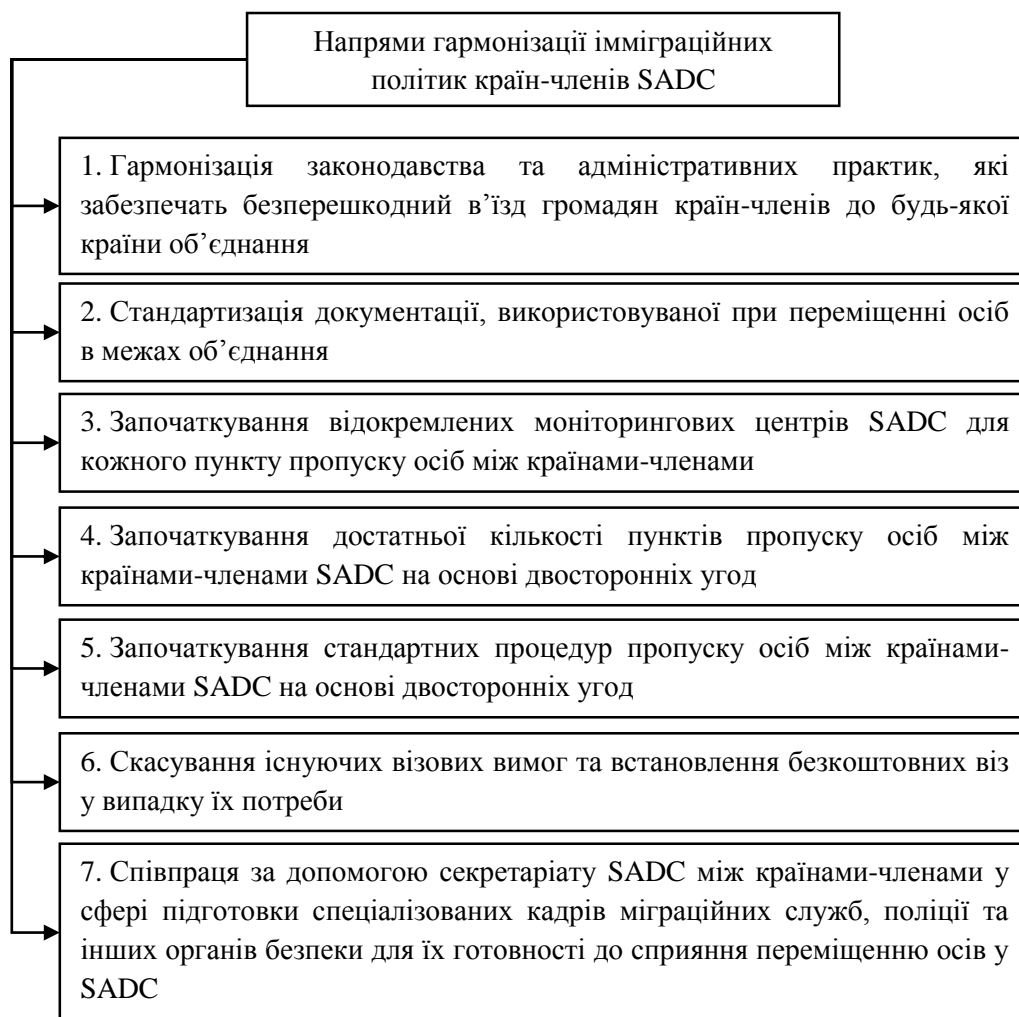 Напрями гармонізації імміграційних
політик країн-членів SADC
1. Гармонізація законодавства та адміністративних практик, які
забезпечать безперешкодний в’їзд громадян країн-членів до будь-якої
країни об’єднання
2. Стандартизація документації, використовуваної при переміщенні осіб
в межах об’єднання
3. Започаткування відокремлених моніторингових центрів SADC для
кожного пункту пропуску осіб між країнами-членами
4. Започаткування достатньої кількості пунктів пропуску осіб між
країнами-членами SADC на основі двосторонніх угод
5. Започаткування стандартних процедур пропуску осіб між країнами-
членами SADC на основі двосторонніх угод
6. Скасування існуючих візових вимог та встановлення безкоштовних віз
у випадку їх потреби
7. Співпраця за допомогою секретаріату SADC між країнами-членами у
сфері підготовки спеціалізованих кадрів міграційних служб, поліції та
інших органів безпеки для їх готовності до сприяння переміщенню осів у
SADC